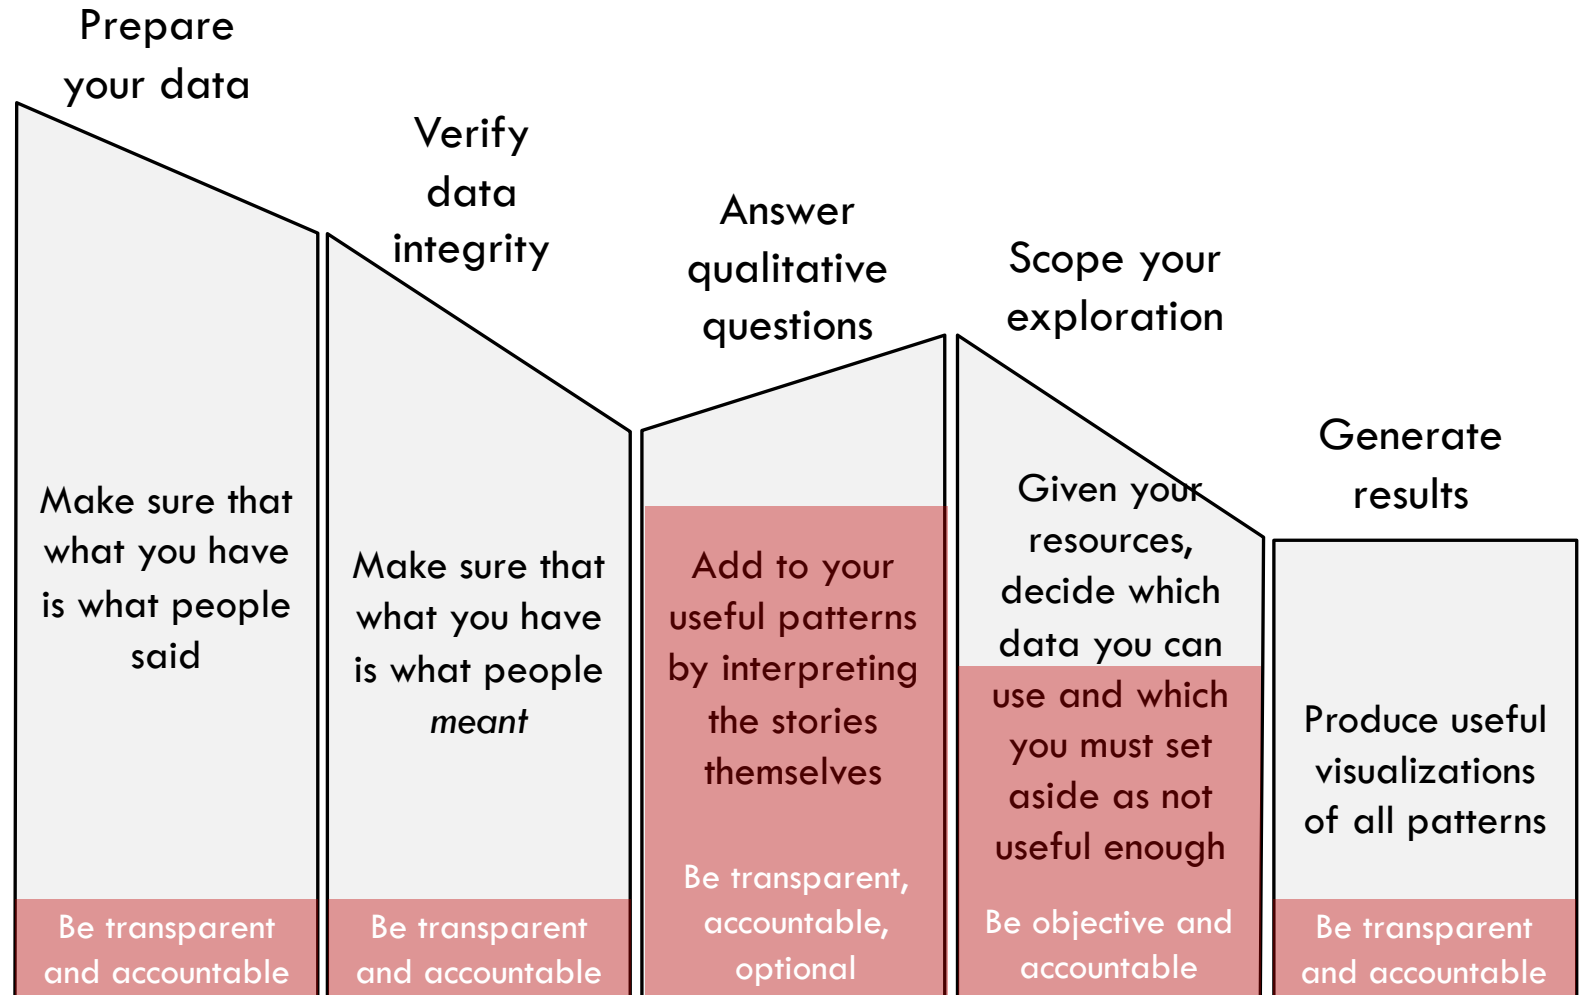 Prepare
your data
Make sure that
what you have
is what people
said
Be transparent
and accountable
Verify
data
integrity
Make sure that
what you have
is what people
meant
Be transparent
and accountable
Answer
qualitative
questions
Add to your
useful patterns
by interpreting
the stories
themselves
Be transparent,
accountable,
optional
Scope your
exploration
Given your
resources,
decide which
data you can
use and which
you must set
aside as not
useful enough
Be objective and
accountable
Generate
results
Produce useful
visualizations
of all patterns
Be transparent
and accountable